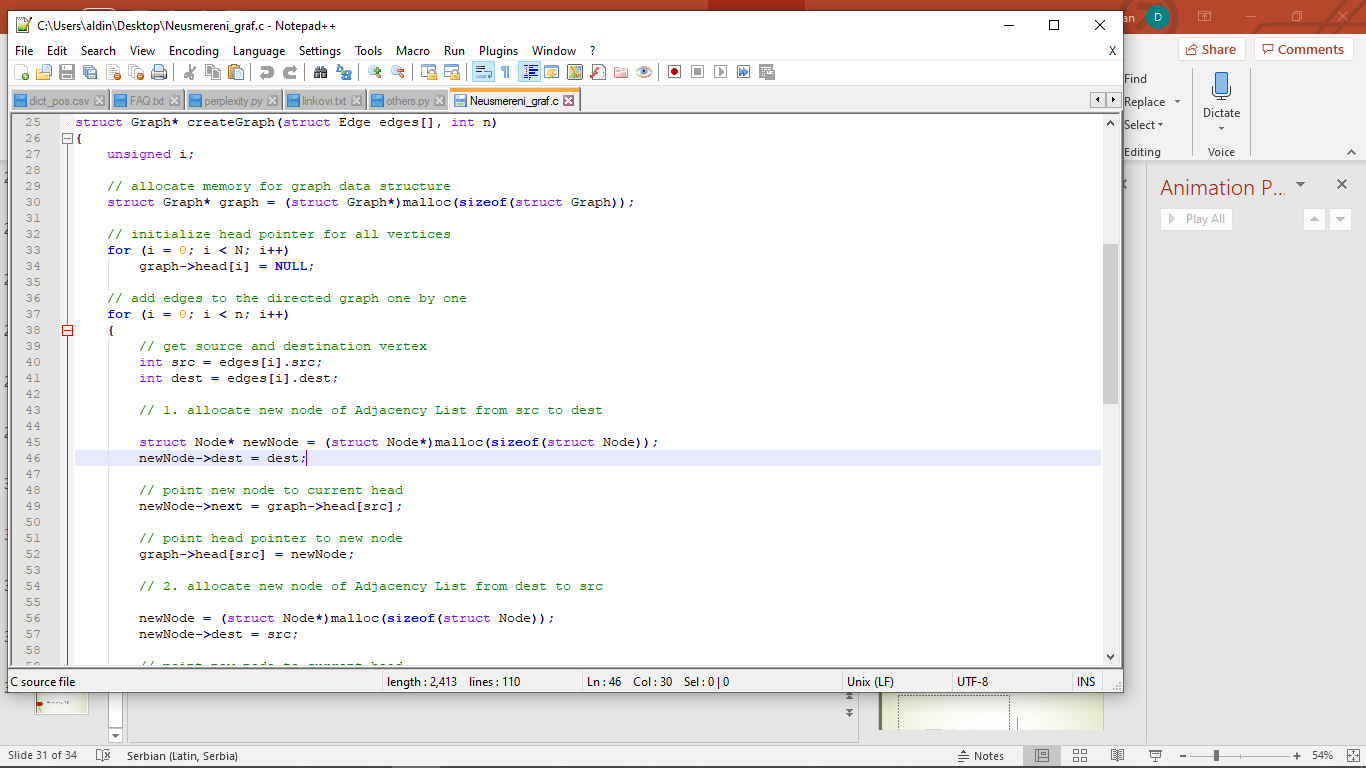 C:\Users\aldin\Desktop\Neusmereni_graf.c - Notepad++
an D
File Edit Search View Encoding Language Settings Tools Macro Run Plugins Window ? X
Share Comments
dict_pos.csv FAQ.txt perplexity.py linkovi.txt others.py Neusmereni_graf.c
Find
Replace
Select
Editing
Dictate
Voice
Animation P...
Play All
25 struct Graph* createGraph(struct Edge edges[], int n)
26 {
27 unsigned i;
28
29 // allocate memory for graph data structure
30 struct Graph* graph = (struct Graph*)malloc(sizeof(struct Graph));
31
32 // initialize head pointer for all vertices
33 for (i = 0; i < N; i++)
34 graph->head[i] = NULL;
35
36 // add edges to the directed graph one by one
37 for (i = 0; i < n; i++)
38 {
39 // get source and destination vertex
40 int src = edges[i].src;
41 int dest = edges[i].dest;
42
43 // 1. allocate new node of Adjacency List from src to dest
44
45 struct Node* newNode = (struct Node*)malloc(sizeof(struct Node));
46 newNode->dest = dest;
47
48 // point new node to current head
49 newNode->next = graph->head[src];
50
51 // point head pointer to new node
52 graph->head[src] = newNode;
53
54 // 2. allocate new node of Adjacency List from dest to src
55
56 newNode = (struct Node*)malloc(sizeof(struct Node));
57 newNode->dest = src;
58
59 // point new node to current head
C source file length : 2,413 lines : 110 Ln : 46 Col : 30 Sel : 0 | 0 Unix (LF) UTF-8 INS
Slide 31 of 34 Serbian (Latin, Serbia) Notes 54%